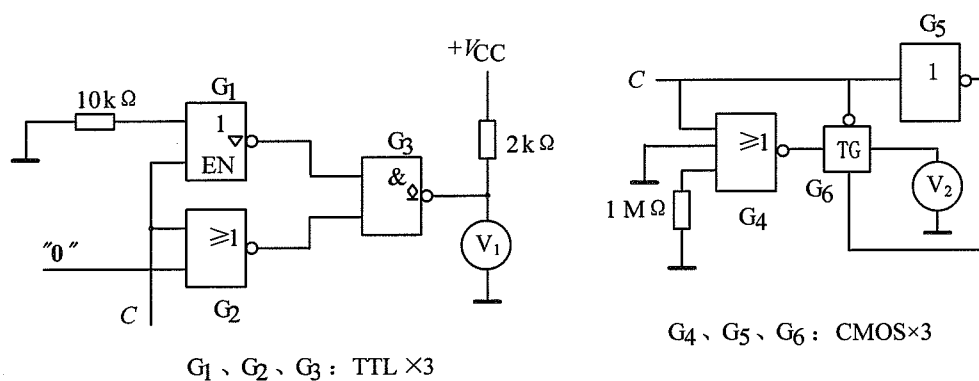 G5
+VCC
C
1
10kΩ
G1
1
▽
EN
G3
&
2kΩ
≥1
TG
V2
G6
1MΩ
G4
"0"
≥1
V1
C
G2
G4、G5、G6：CMOS×3
G1、G2、G3：TTL×3